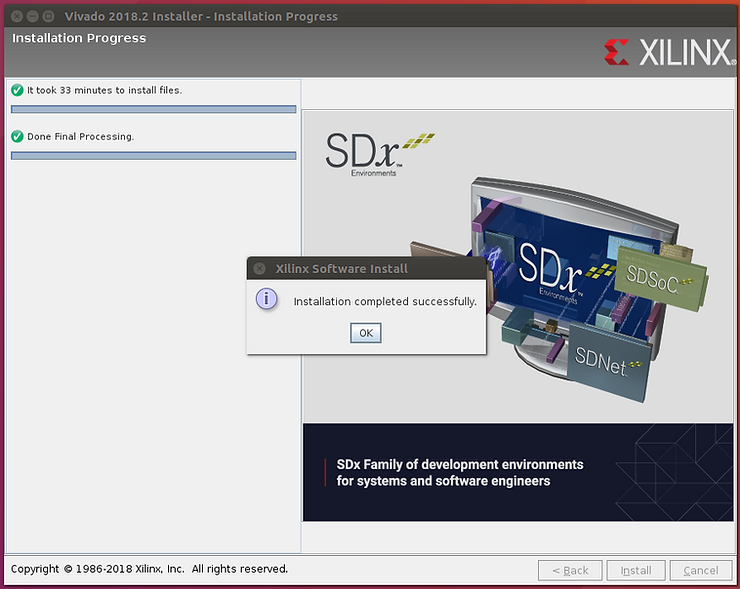 Vivado 2018.2 Installer - Installation Progress
Installation Progress
XILINX®
It took 33 minutes to install files.
Done Final Processing.
SDx™
Environments
SDx™
Environments
SDSoC
SDNet
Xilinx Software Install
Installation completed successfully.
OK
SDx Family of development environments
for systems and software engineers
Copyright © 1986-2018 Xilinx, Inc. All rights reserved.
< Back
Install
Cancel